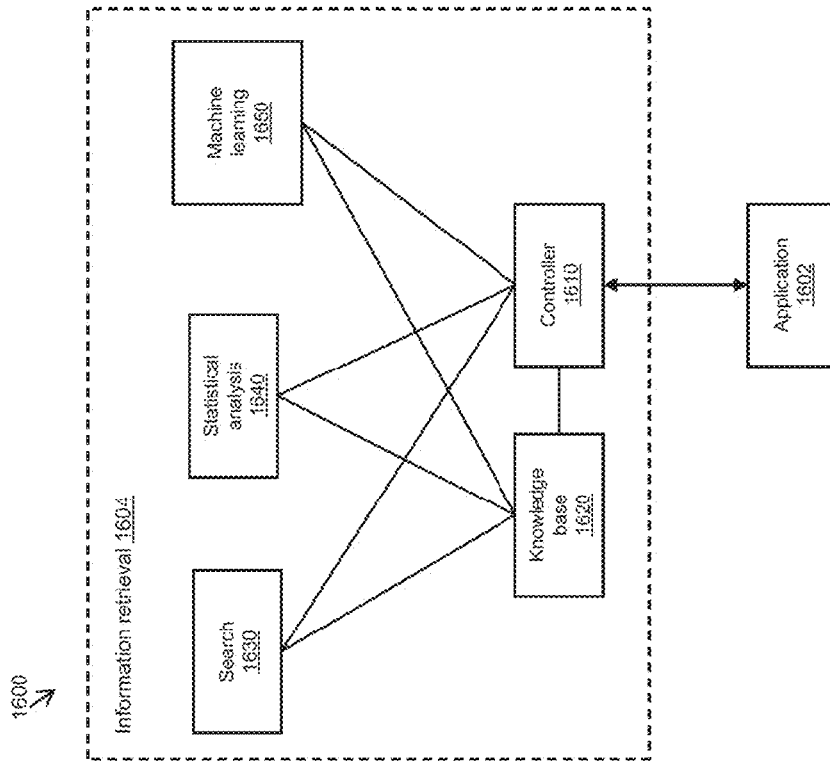 1600
Information retrieval 1604
Search
1630
Statistical
analysis
1640
Machine
learning
1650
Knowledge
base
1620
Controller
1610
Application
1602